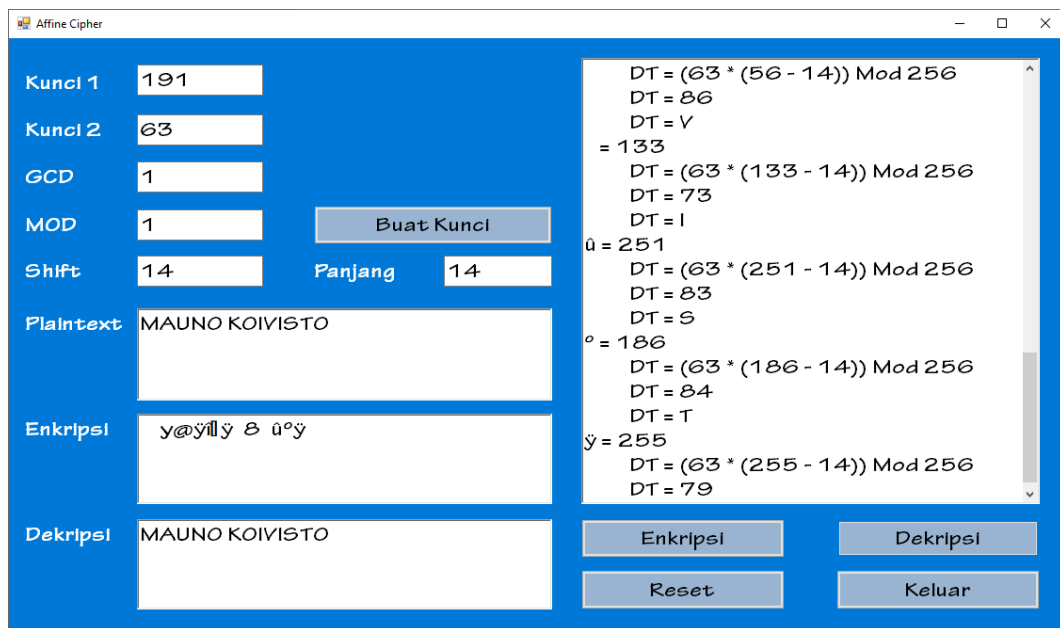 Affine Cipher
Kunci 1 191
Kunci 2 63
GCD 1
MOD 1 Buat Kunci
Shift 14 Panjang 14
Plaintext MAUNO KOIVISTO
Enkripsi y@ÿî ÿ 8 ûºÿ
Dekripsi MAUNO KOIVISTO
DT = (63 * (56 - 14)) Mod 256
DT = 86
DT = V
= 133
DT = (63 * (133 - 14)) Mod 256
DT = 73
DT = I
û = 251
DT = (63 * (251 - 14)) Mod 256
DT = 83
DT = S
º = 186
DT = (63 * (186 - 14)) Mod 256
DT = 84
DT = T
ÿ = 255
DT = (63 * (255 - 14)) Mod 256
DT = 79
Enkripsi Dekripsi
Reset Keluar